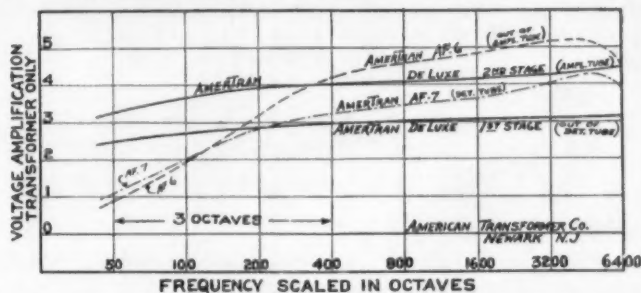 VOLTAGE AMPLIFICATION
TRANSFORMER ONLY
5
4
3
2
1
0
AMERTRAN AF-6 (OUT OF AMPL. TUBE)
AMERTRAN DE LUXE 2ND STAGE (AMPL. TUBE)
AMERTRAN AF-7 (DET. TUBE)
AMERTRAN DE LUXE 1ST STAGE (OUT OF DET. TUBE)
AF-7
AF 6
3 OCTAVES
AMERICAN TRANSFORMER CO.
NEWARK N.J
50 100 200 400 800 1600 3200 6400
FREQUENCY SCALED IN OCTAVES